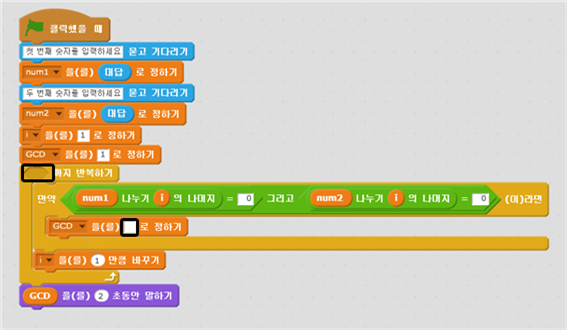 클릭했을 때
첫 번째 숫자를 입력하세요 묻고 기다리기
num1 을(를) 대답 로 정하기
두 번째 숫자를 입력하세요 묻고 기다리기
num2 을(를) 대답 로 정하기
i 을(를) 1 로 정하기
GCD 을(를) 1 로 정하기
까지 반복하기
만약 num1 나누기 i 의 나머지 = 0 그리고 num2 나누기 i 의 나머지 = 0 (이)라면
GCD 을(를) 로 정하기
i 을(를) 1 만큼 바꾸기
GCD 을(를) 2 초동안 말하기